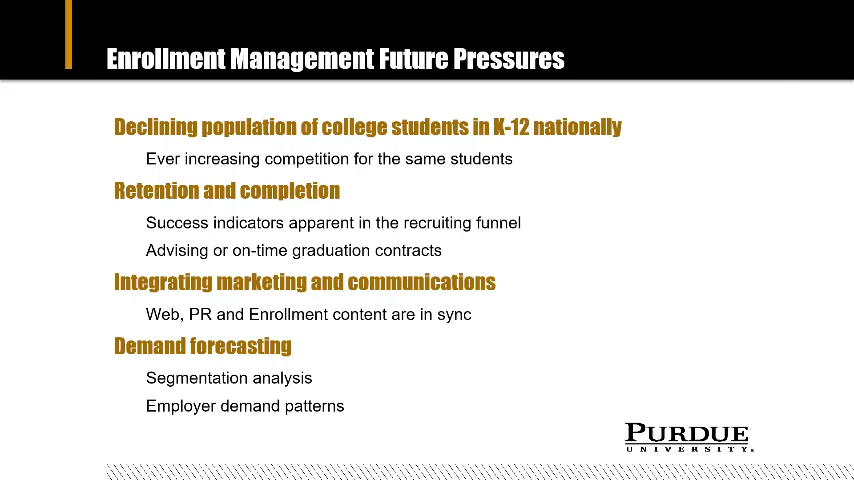 Enrollment Management Future Pressures
Declining population of college students in K-12 nationally
Ever increasing competition for the same students
Retention and completion
Success indicators apparent in the recruiting funnel
Advising or on-time graduation contracts
Integrating marketing and communications
Web, PR and Enrollment content are in sync
Demand forecasting
Segmentation analysis
Employer demand patterns
PURDUE
UNIVERSITY.